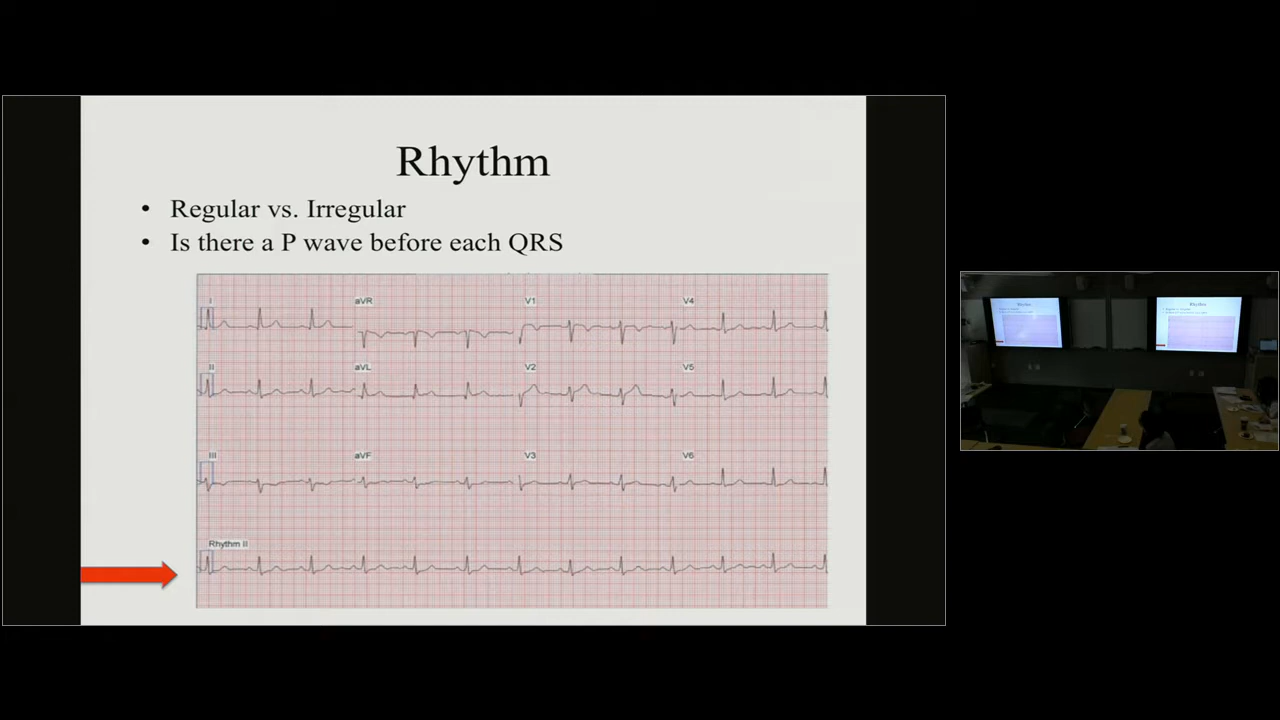 Rhythm
• Regular vs. Irregular
• Is there a P wave before each QRS
I aVR V1 V4
II aVL V2 V5
III aVF V3 V6
Rhythm II